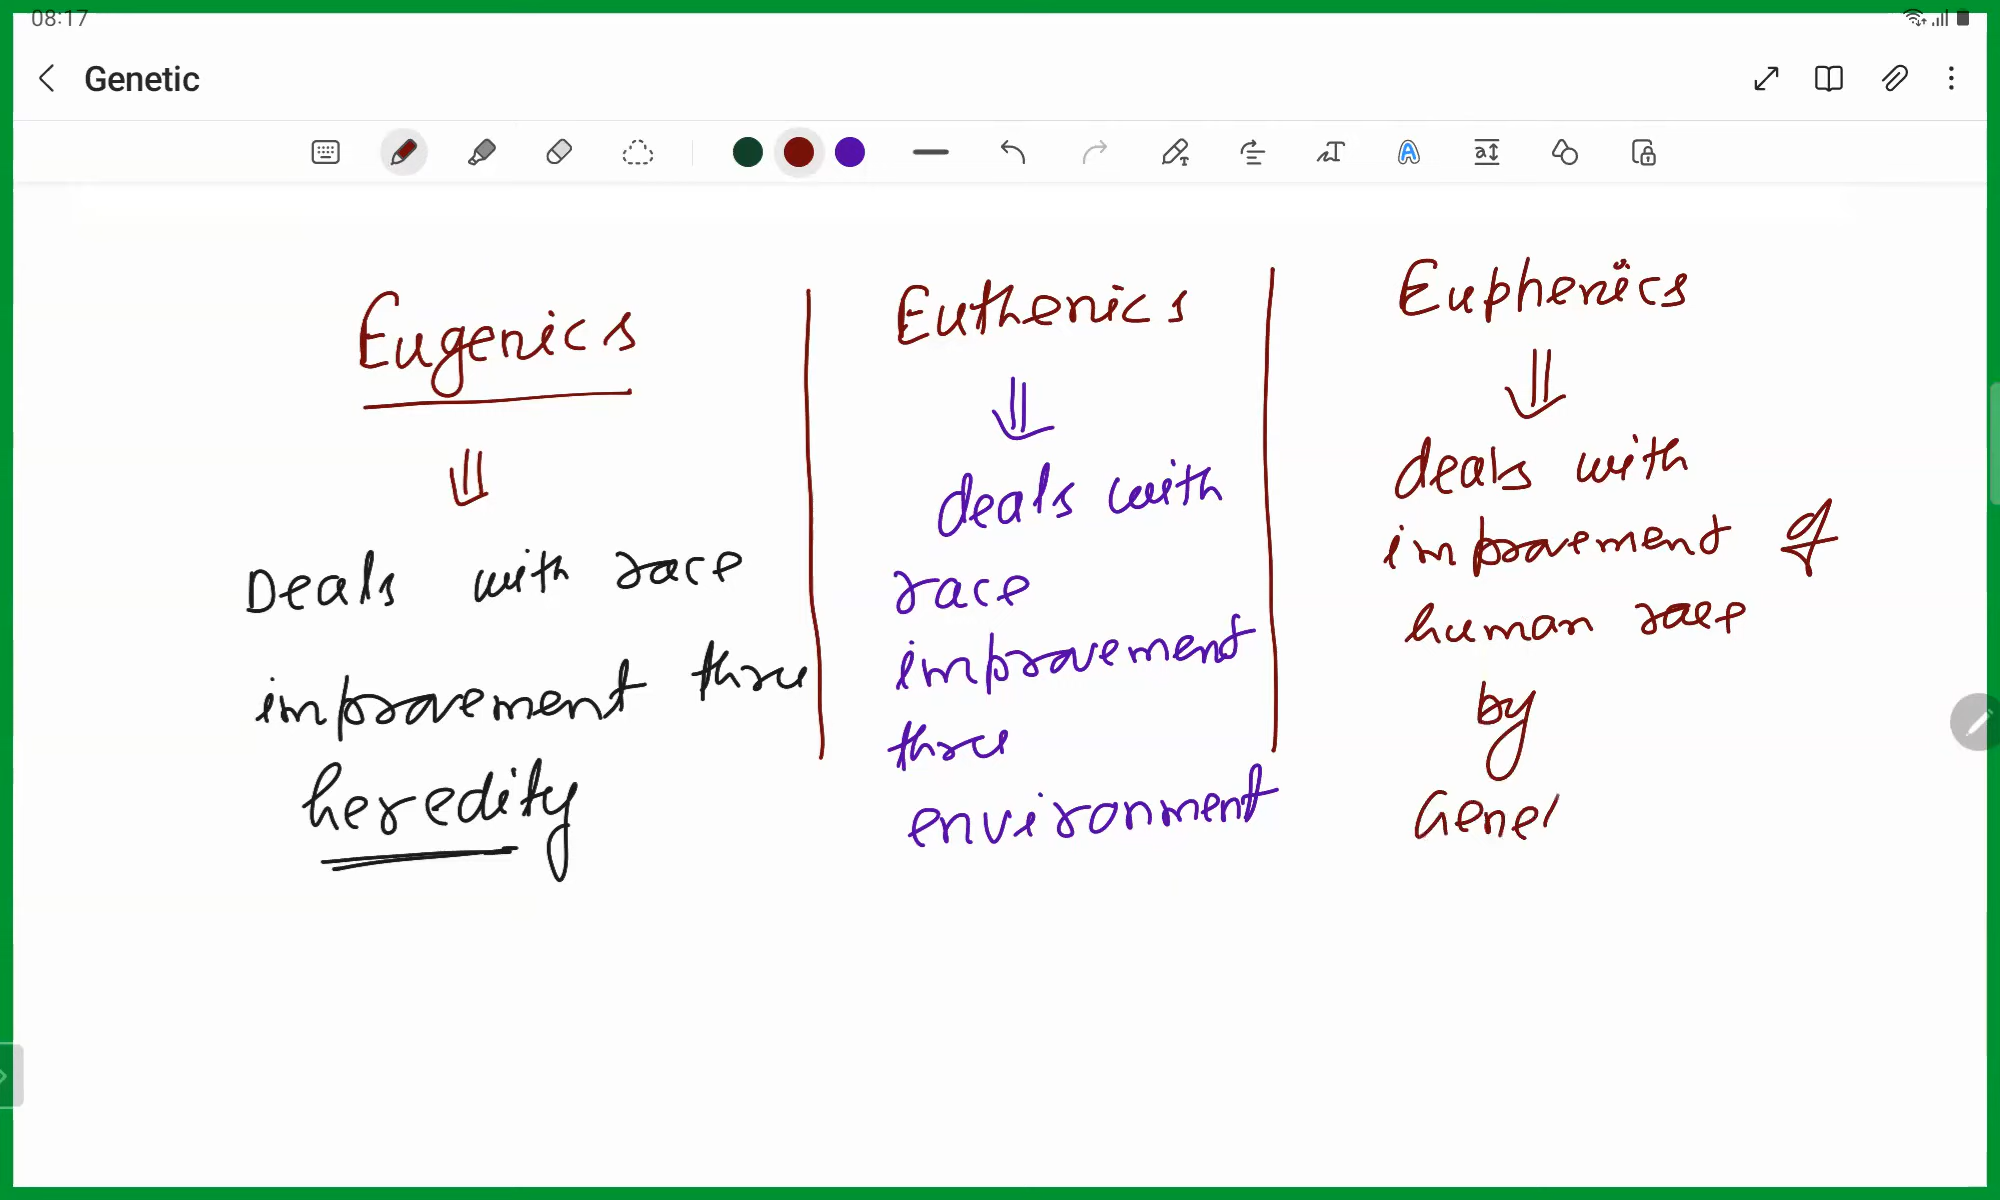 08:17
Genetic
Eugenics
Deals with race
improvement thru
heredity
Euthenics
deals with
race
improvement
thru
environment
Euphenics
deals with
improvement of
human race
by
Gene